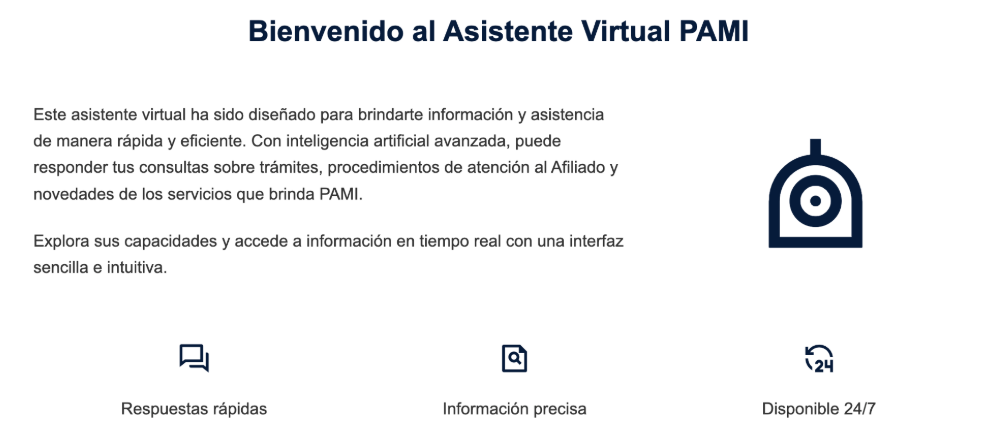 Bienvenido al Asistente Virtual PAMI
Este asistente virtual ha sido diseñado para brindarte información y asistencia
de manera rápida y eficiente. Con inteligencia artificial avanzada, puede
responder tus consultas sobre trámites, procedimientos de atención al Afiliado y
novedades de los servicios que brinda PAMI.
Explora sus capacidades y accede a información en tiempo real con una interfaz
sencilla e intuitiva.
24
Respuestas rápidas
Información precisa
Disponible 24/7